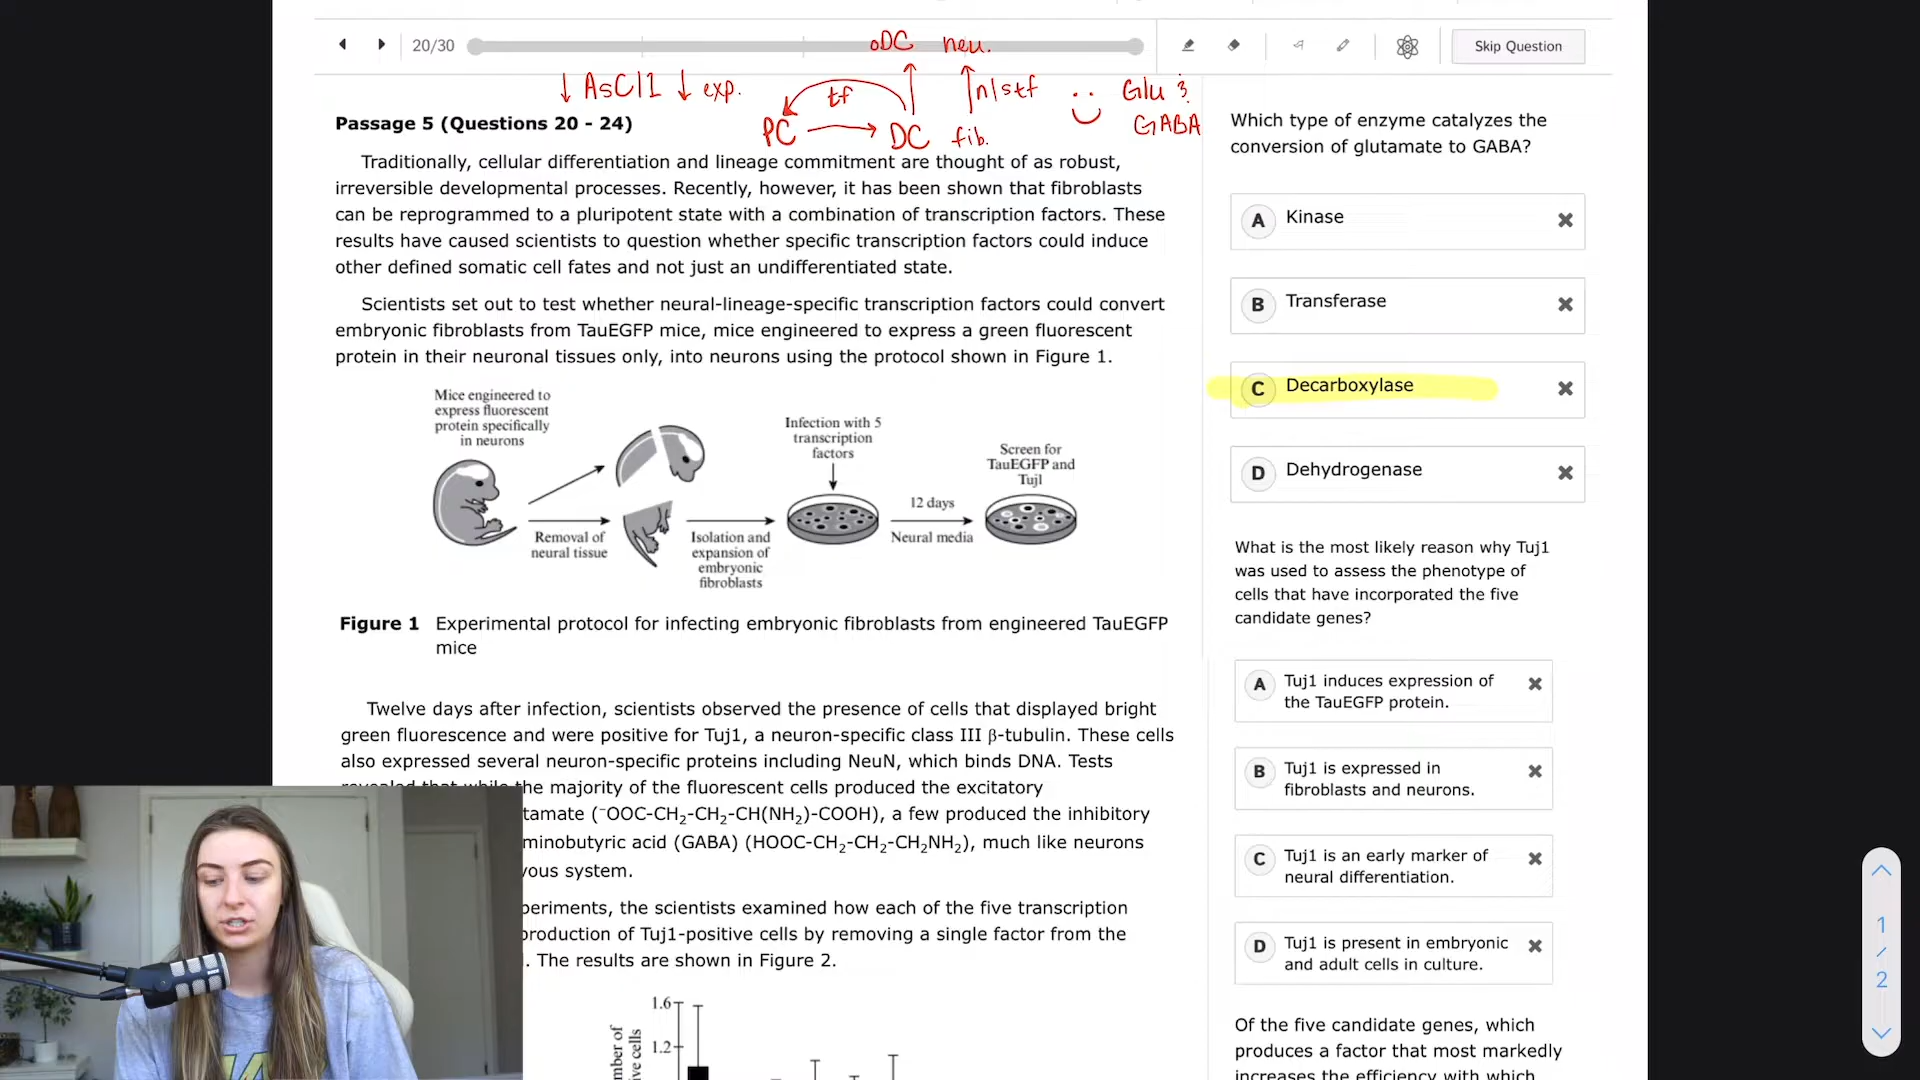 20/30
Skip Question
oDC neu.
↓ AsCl1 ↓ exp.
tf
n|stf
Glu &
GABA
PC → DC fib.
Passage 5 (Questions 20 - 24)
Traditionally, cellular differentiation and lineage commitment are thought of as robust,
irreversible developmental processes. Recently, however, it has been shown that fibroblasts
can be reprogrammed to a pluripotent state with a combination of transcription factors. These
results have caused scientists to question whether specific transcription factors could induce
other defined somatic cell fates and not just an undifferentiated state.
Scientists set out to test whether neural-lineage-specific transcription factors could convert
embryonic fibroblasts from TauEGFP mice, mice engineered to express a green fluorescent
protein in their neuronal tissues only, into neurons using the protocol shown in Figure 1.
Mice engineered to
express fluorescent
protein specifically
in neurons
Removal of
neural tissue
Isolation and
expansion of
embryonic
fibroblasts
Infection with 5
transcription
factors
12 days
Neural media
Screen for
TauEGFP and
TujI
Figure 1 Experimental protocol for infecting embryonic fibroblasts from engineered TauEGFP
mice
Twelve days after infection, scientists observed the presence of cells that displayed bright
green fluorescence and were positive for Tuj1, a neuron-specific class III β-tubulin. These cells
also expressed several neuron-specific proteins including NeuN, which binds DNA. Tests
revealed that while the majority of the fluorescent cells produced the excitatory
tamate (⁻OOC-CH₂-CH₂-CH(NH₂)-COOH), a few produced the inhibitory
minobutyric acid (GABA) (HOOC-CH₂-CH₂-CH₂NH₂), much like neurons
vous system.
periments, the scientists examined how each of the five transcription
production of Tuj1-positive cells by removing a single factor from the
. The results are shown in Figure 2.
1.6
1.2
mber of
ive cells
Which type of enzyme catalyzes the
conversion of glutamate to GABA?
A Kinase
B Transferase
C Decarboxylase
D Dehydrogenase
What is the most likely reason why Tuj1
was used to assess the phenotype of
cells that have incorporated the five
candidate genes?
A Tuj1 induces expression of
the TauEGFP protein.
B Tuj1 is expressed in
fibroblasts and neurons.
C Tuj1 is an early marker of
neural differentiation.
D Tuj1 is present in embryonic
and adult cells in culture.
Of the five candidate genes, which
produces a factor that most markedly
increases the efficiency with which
1
/
2